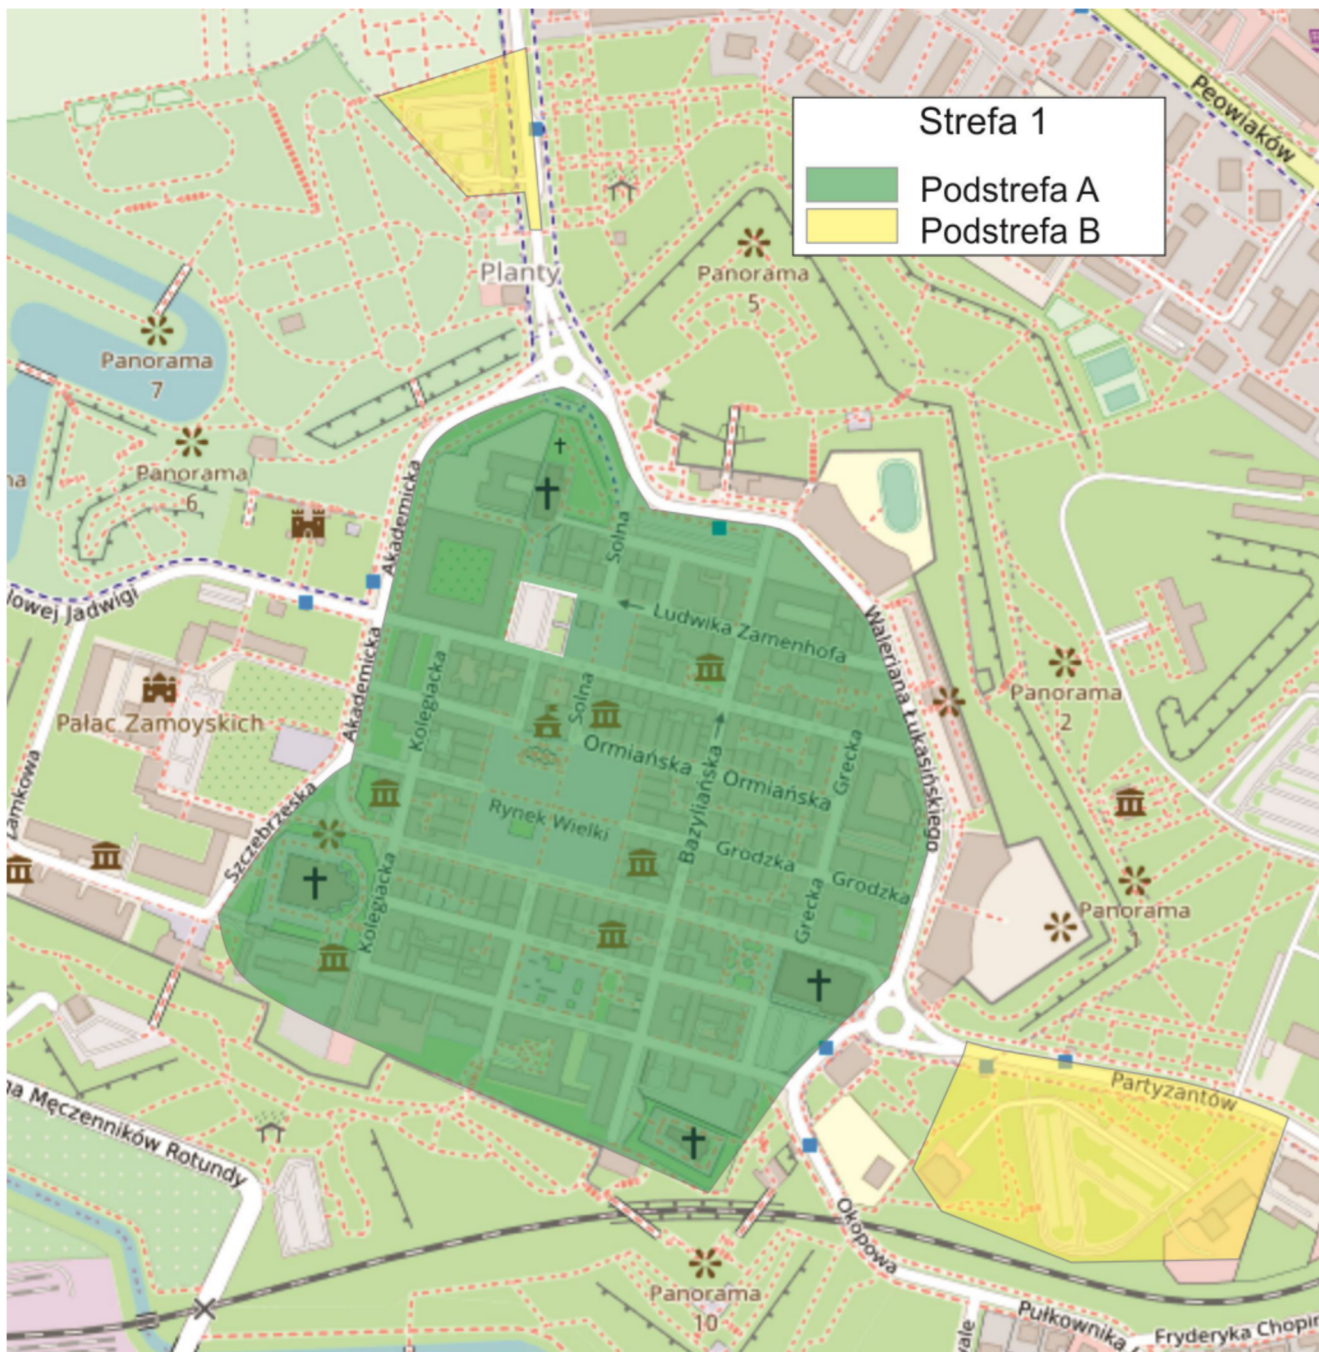 Peowiaków
Strefa 1
Podstrefa A
Podstrefa B
Planty
Panorama
5
Panorama
7
Panorama
6
Akademicka
Solna
lowej Jadwigi
Ludwika Zamenhofa
Waleriana Łukasińskiego
Akademicka
Kolegiacka
Solna
Panorama
2
Pałac Zamoyskich
Ormiańska
Ormiańska
Grecka
Bazyliańska
Zamkowa
Szczebrzeska
Rynek Wielki
Grodzka
Grodzka
Kolegiacka
Grecka
Panorama
1
Partyzantów
na Męczenników Rotundy
Okopowa
Panorama
10
Pułkownika
Fryderyka Chopin